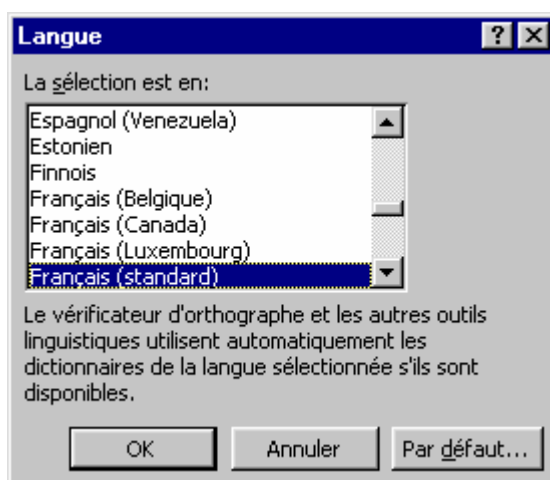 Langue
La sélection est en:
Espagnol (Venezuela)
Estonien
Finnois
Français (Belgique)
Français (Canada)
Français (Luxembourg)
Français (standard)
Le vérificateur d'orthographe et les autres outils
linguistiques utilisent automatiquement les
dictionnaires de la langue sélectionnée s'ils sont
disponibles.
OK Annuler Par défaut...